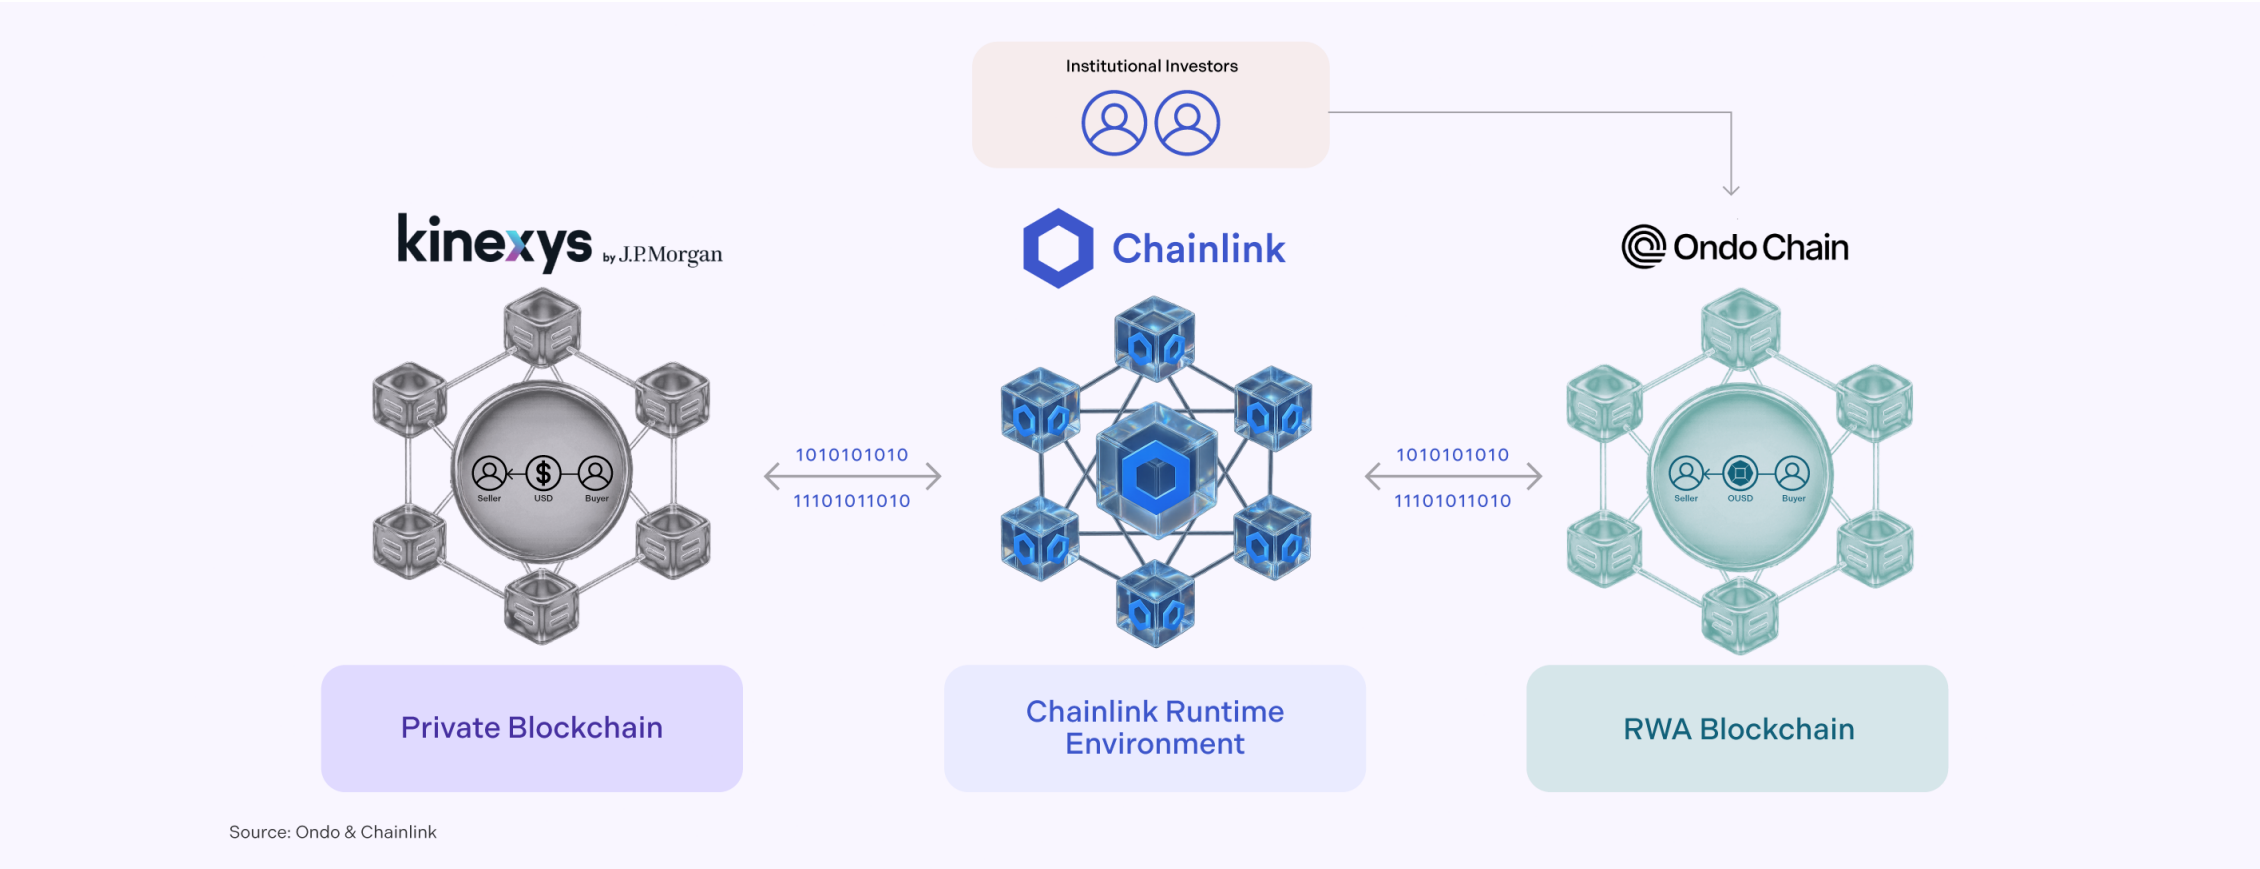 Institutional Investors
kinexys by J.P.Morgan
Chainlink
Ondo Chain
1010101010
11101011010
1010101010
11101011010
Seller
USD
Buyer
Seller
OUSD
Buyer
Private Blockchain
Chainlink Runtime
Environment
RWA Blockchain
Source: Ondo & Chainlink